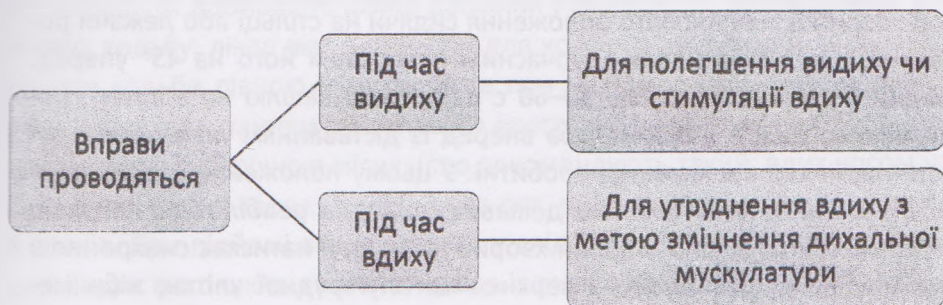 Вправи
проводяться
Під час
видиху
Для полегшення видиху чи
стимуляції вдиху
Під час
вдиху
Для утруднення вдиху з
метою зміцнення дихальної
мускулатури